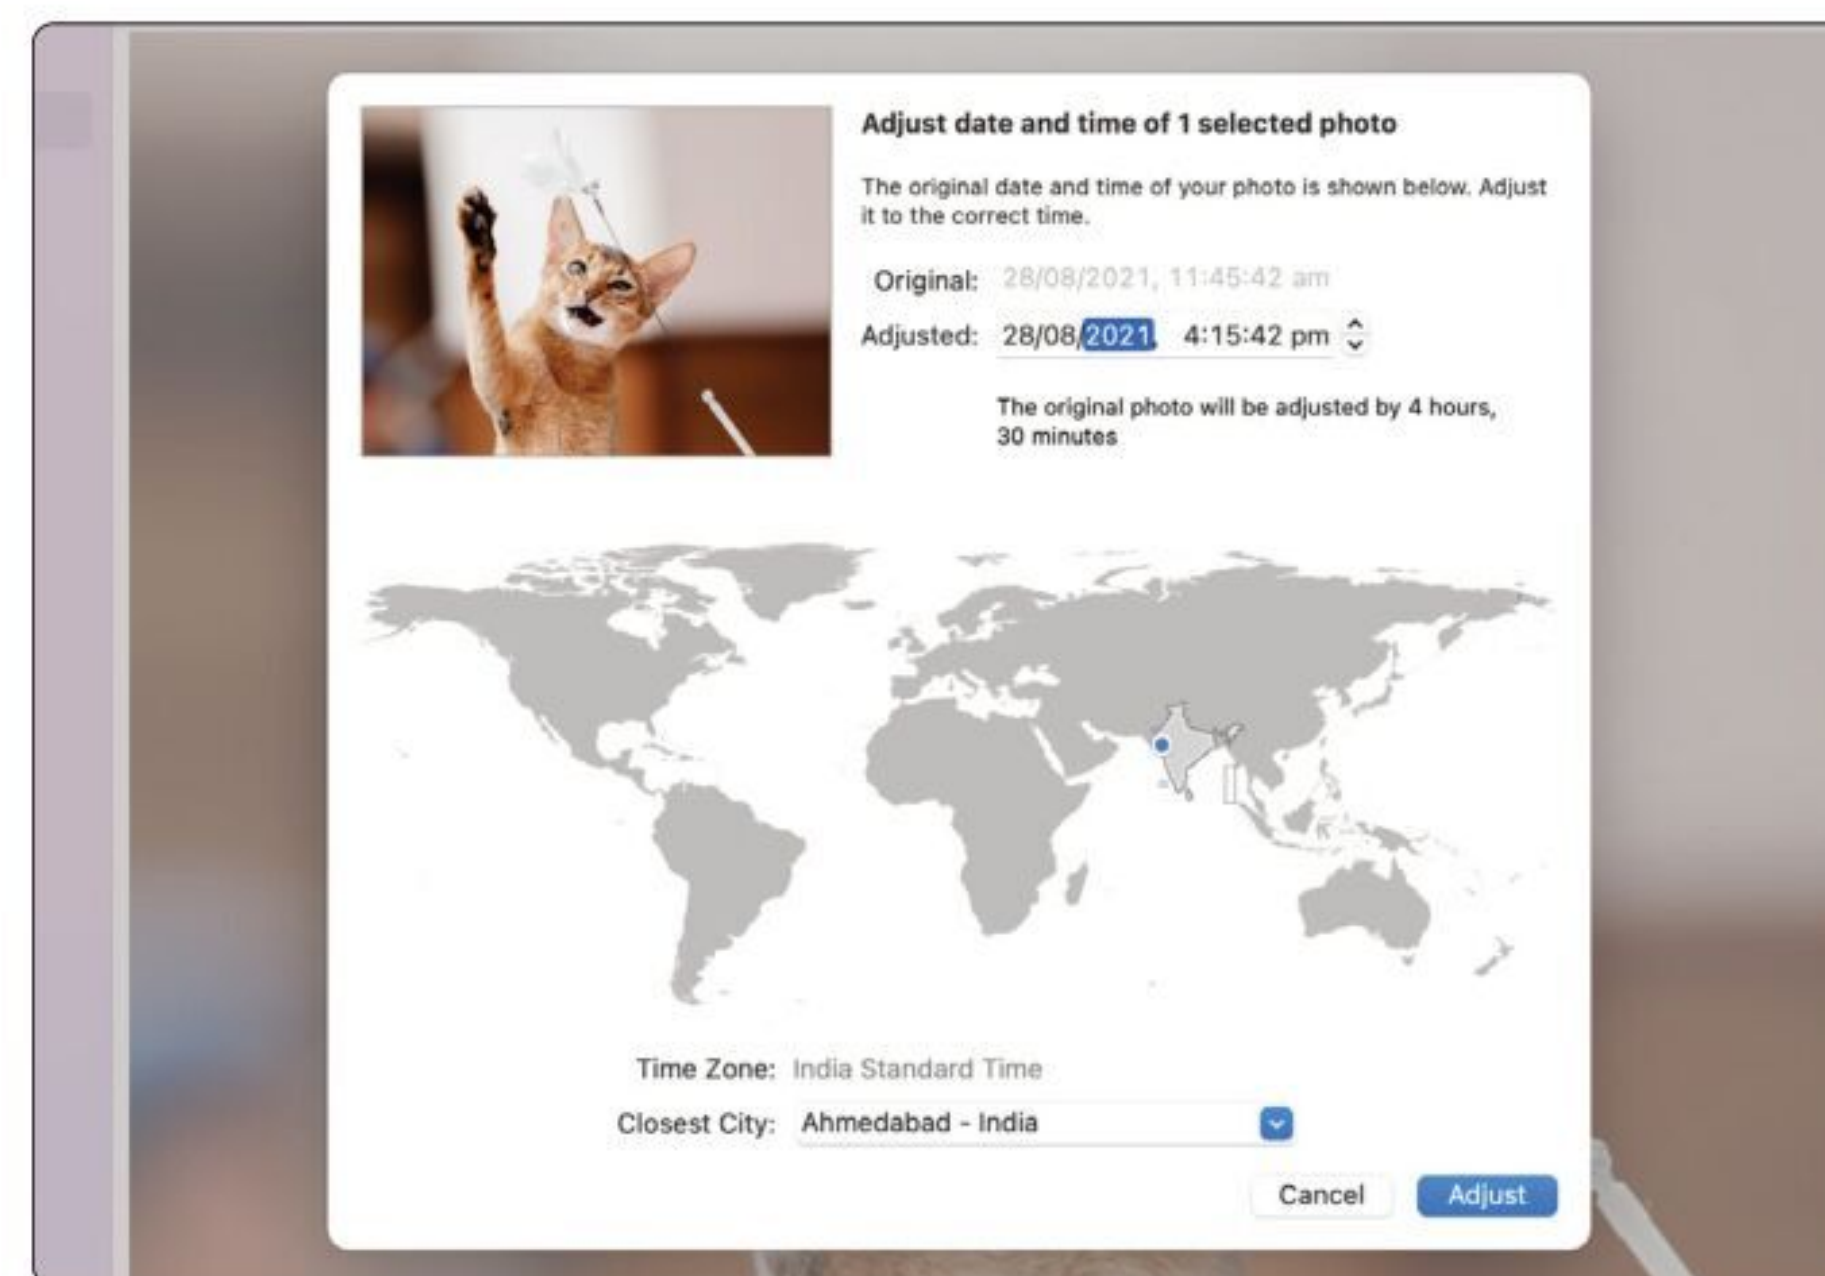 Adjust date and time of 1 selected photo
The original date and time of your photo is shown below. Adjust
it to the correct time.
Original: 28/08/2021, 11:45:42 am
Adjusted: 28/08/2021, 4:15:42 pm
The original photo will be adjusted by 4 hours,
30 minutes
Time Zone: India Standard Time
Closest City: Ahmedabad - India
Cancel Adjust